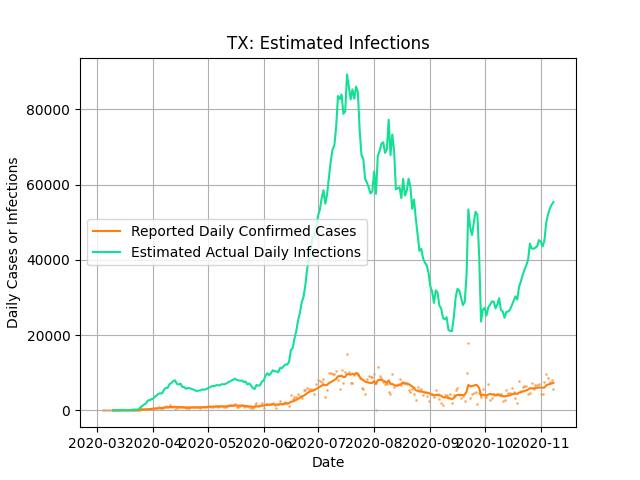 TX: Estimated Infections
Daily Cases or Infections
80000
60000
40000
20000
0
Reported Daily Confirmed Cases
Estimated Actual Daily Infections
2020-03 2020-04 2020-05 2020-06 2020-07 2020-08 2020-09 2020-10 2020-11
Date